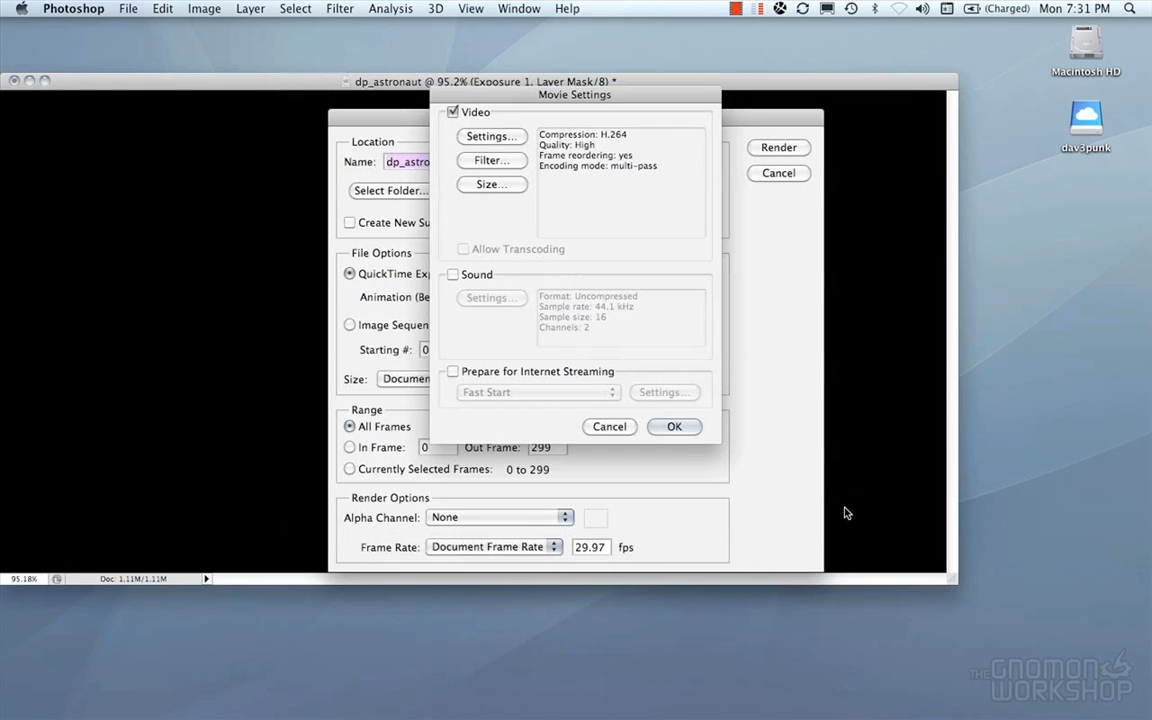 Photoshop File Edit Image Layer Select Filter Analysis 3D View Window Help (Charged) Mon 7:31 PM
Macintosh HD
dav3punk
dp_astronaut @ 95.2% (Exposure 1, Layer Mask/8) *
Movie Settings
Video
Settings...
Filter...
Size...
Compression: H.264
Quality: High
Frame reordering: yes
Encoding mode: multi-pass
Allow Transcoding
Sound
Settings...
Format: Uncompressed
Sample rate: 44.1 kHz
Sample size: 16
Channels: 2
Prepare for Internet Streaming
Fast Start Settings...
Cancel OK
Location
Name: dp_astro
Select Folder...
Create New Su
Render
Cancel
File Options
QuickTime Exp
Animation (Be
Image Sequen
Starting #: 0
Size: Documen
Range
All Frames
In Frame: 0 Out Frame: 299
Currently Selected Frames: 0 to 299
Render Options
Alpha Channel: None
Frame Rate: Document Frame Rate 29.97 fps
95.18% Doc: 1.11M/1.11M
THE GNOMON
WORKSHOP